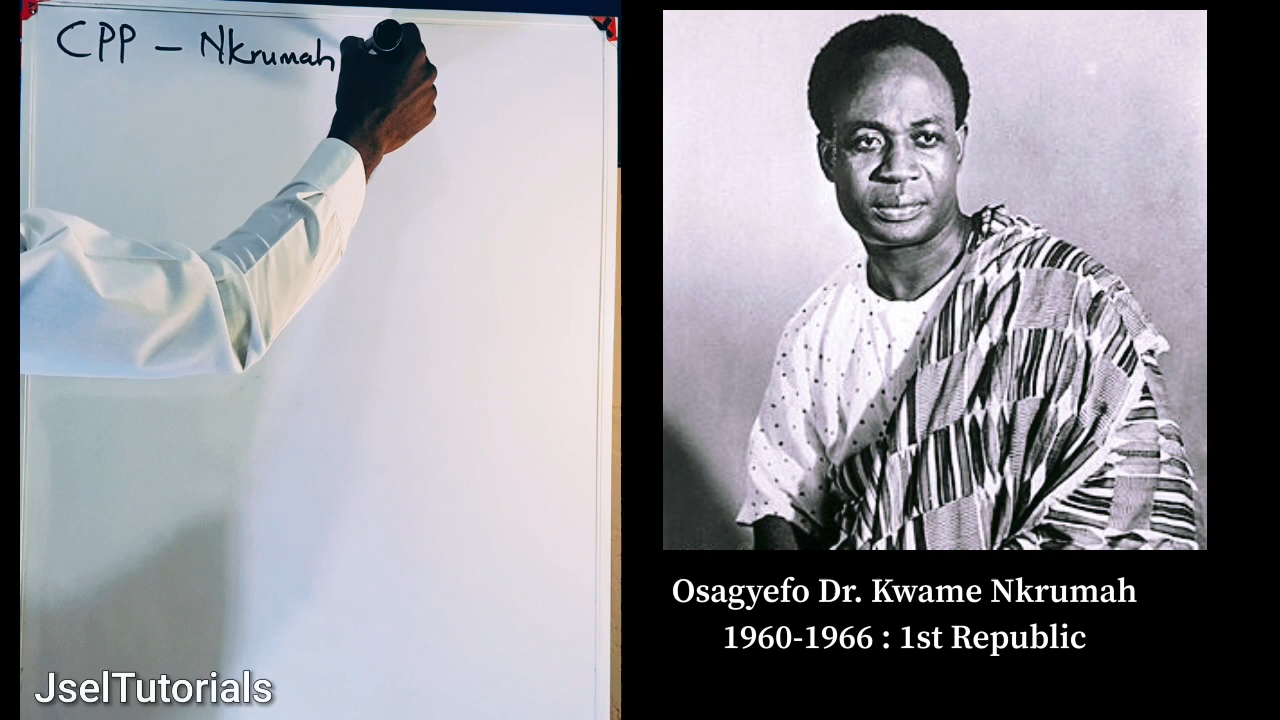 CPP – Nkrumah
Osagyefo Dr. Kwame Nkrumah
1960-1966 : 1st Republic
JselTutorials